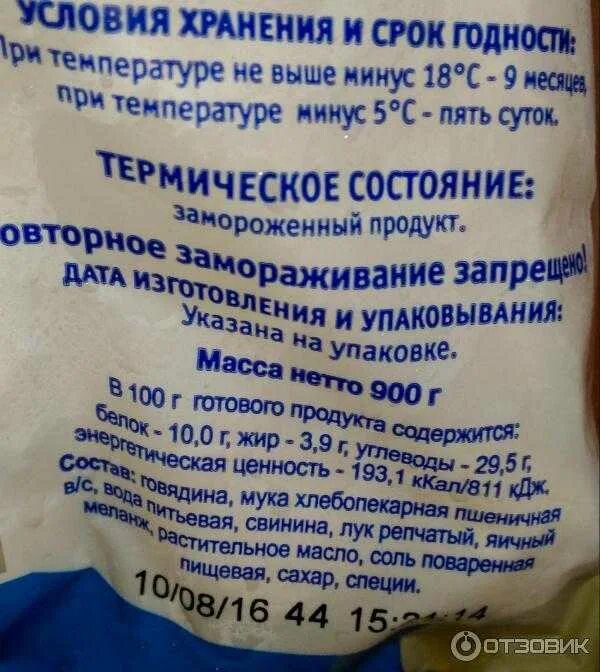 УСЛОВИЯ ХРАНЕНИЯ И СРОК ГОДНОСТИ:
При температуре не выше минус 18°С - 9 месяцев,
при температуре минус 5°С - пять суток.
ТЕРМИЧЕСКОЕ СОСТОЯНИЕ:
замороженный продукт.
овторное замораживание запрещено!
ДАТА ИЗГОТОВЛЕНИЯ И УПАКОВЫВАНИЯ:
Указана на упаковке.
Масса нетто 900 г
В 100 г готового продукта содержится:
белок - 10,0 г, жир - 3,9 г, углеводы - 29,5 г,
энергетическая ценность - 193,1 кКал/811 кДж.
Состав: говядина, мука хлебопекарная пшеничная
в/с, вода питьевая, свинина, лук репчатый, яичный
меланж, растительное масло, соль поваренная
пищевая, сахар, специи.
10/08/16 44
ОТЗОВИК